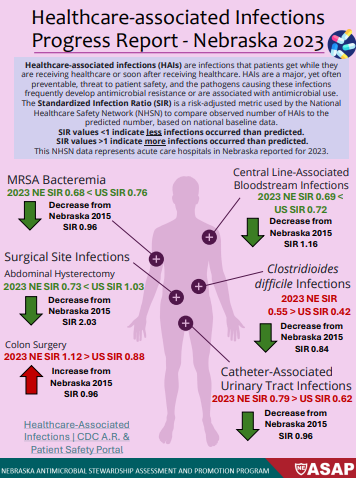 Healthcare-associated Infections
Progress Report - Nebraska 2023
Healthcare-associated infections (HAIs) are infections that patients get while they
are receiving healthcare or soon after receiving healthcare. HAIs are a major, yet often
preventable, threat to patient safety, and the pathogens causing these infections
frequently develop antimicrobial resistance or are associated with antimicrobial use.
The Standardized Infection Ratio (SIR) is a risk-adjusted metric used by the National
Healthcare Safety Network (NHSN) to compare observed number of HAIs to the
predicted number, based on national baseline data.
SIR values <1 indicate less infections occurred than predicted.
SIR values >1 indicate more infections occurred than predicted.
This NHSN data represents acute care hospitals in Nebraska reported for 2023.
MRSA Bacteremia
2023 NE SIR 0.68 < US SIR 0.76
Decrease from
Nebraska 2015
SIR 0.96
Surgical Site Infections
Abdominal Hysterectomy
2023 NE SIR 0.73 < US SIR 1.03
Decrease from
Nebraska 2015
SIR 2.03
Colon Surgery
2023 NE SIR 1.12 > US SIR 0.88
Increase from
Nebraska 2015
SIR 0.96
Healthcare-Associated
Infections | CDC A.R. &
Patient Safety Portal
Central Line-Associated
Bloodstream Infections
2023 NE SIR 0.69 <
US SIR 0.72
Decrease from
Nebraska 2015
SIR 1.16
Clostridioides
difficile Infections
2023 NE SIR
0.55 > US SIR 0.42
Decrease from
Nebraska 2015
SIR 0.84
Catheter-Associated
Urinary Tract Infections
2023 NE SIR 0.79 > US SIR 0.62
Decrease from
Nebraska 2015
SIR 0.96
NEBRASKA ANTIMICROBIAL STEWARDSHIP ASSESSMENT AND PROMOTION PROGRAM
ASAP